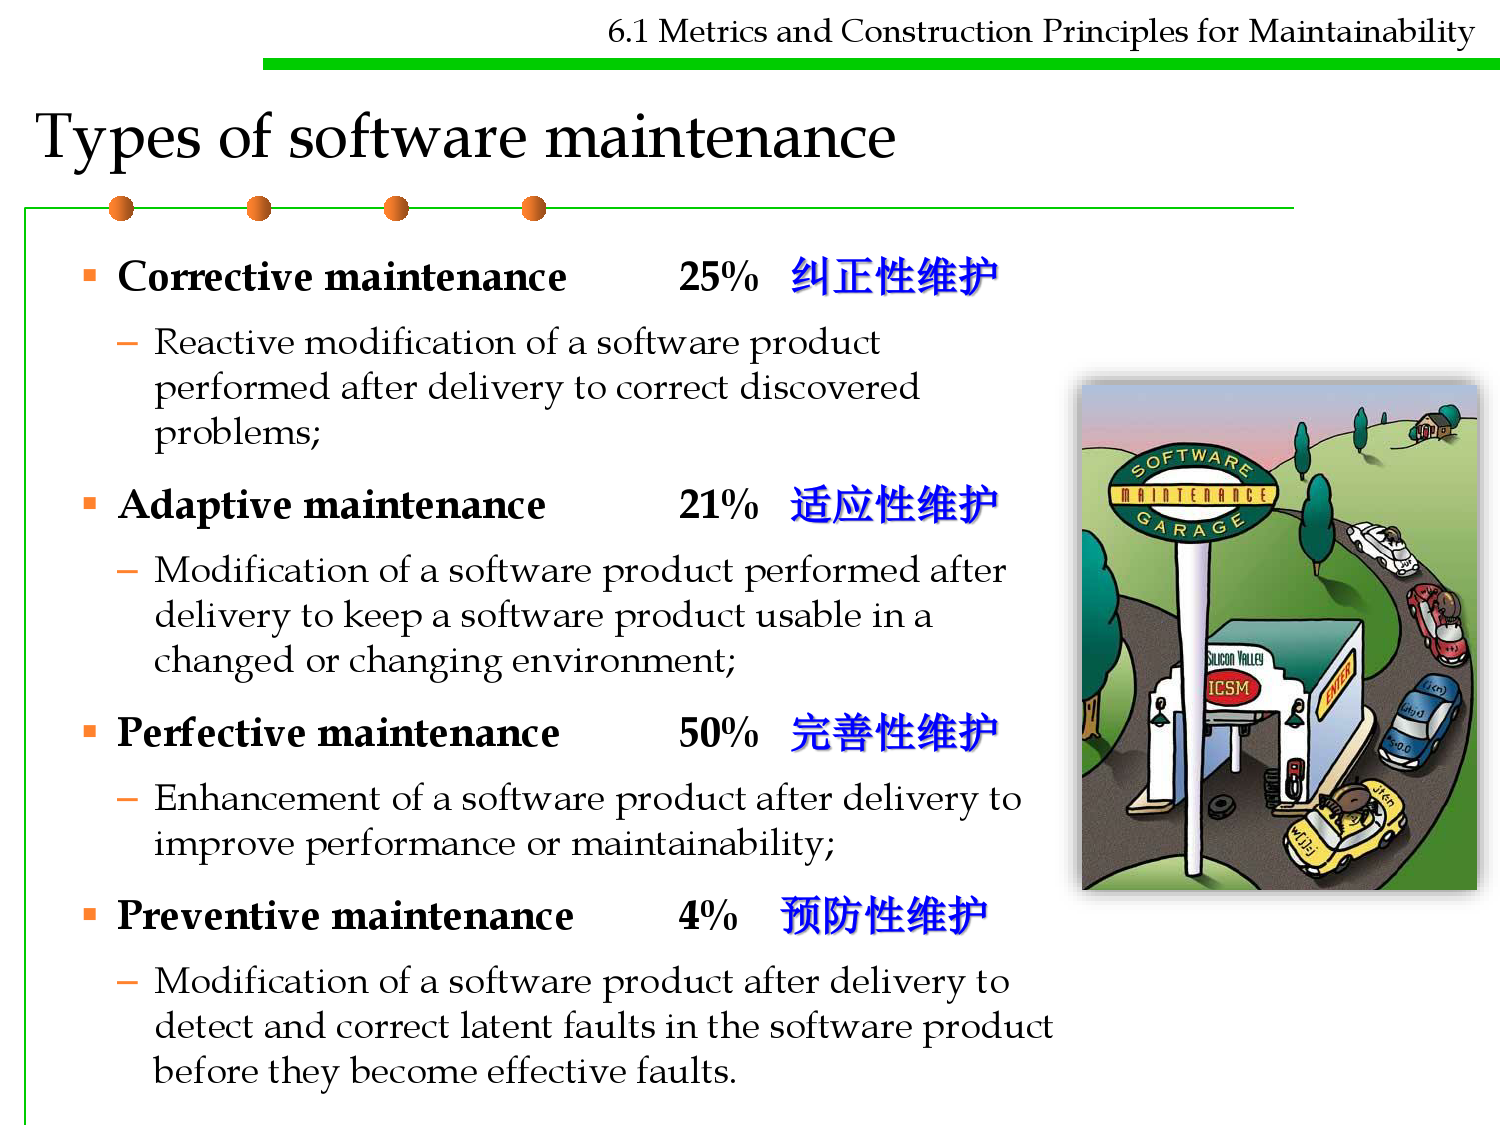 6.1 Metrics and Construction Principles for Maintainability
Types of software maintenance
▪ Corrective maintenance 25% 纠正性维护
– Reactive modification of a software product
performed after delivery to correct discovered
problems;
▪ Adaptive maintenance 21% 适应性维护
– Modification of a software product performed after
delivery to keep a software product usable in a
changed or changing environment;
▪ Perfective maintenance 50% 完善性维护
– Enhancement of a software product after delivery to
improve performance or maintainability;
▪ Preventive maintenance 4% 预防性维护
– Modification of a software product after delivery to
detect and correct latent faults in the software product
before they become effective faults.
SOFTWARE
MAINTENANCE
GARAGE
SILICON VALLEY
ICSM
ENTER